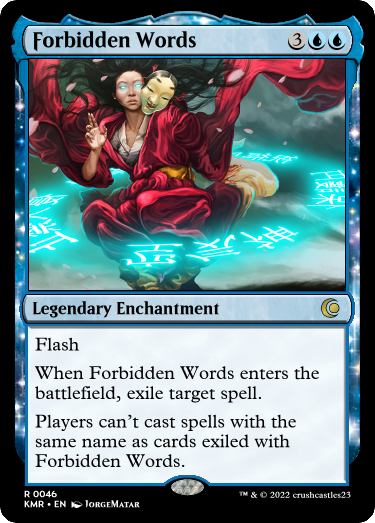 Forbidden Words 3
Legendary Enchantment
Flash
When Forbidden Words enters the
battlefield, exile target spell.
Players can't cast spells with the
same name as cards exiled with
Forbidden Words.
R 0046
KMR • EN JORGEMATAR
™ & © 2022 crushcastles23